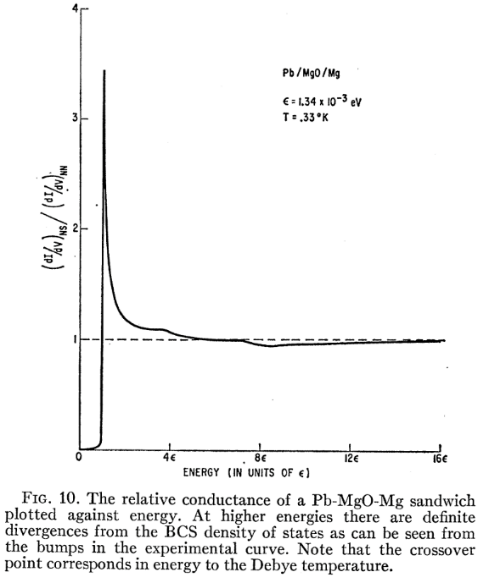 4
Pb/MgO/Mg
ϵ = 1.34 x 10⁻³ eV
T = .33°K
3
(dI/dV)NS / (dI/dV)NN
2
1
0 4ϵ 8ϵ 12ϵ 16ϵ
ENERGY (IN UNITS OF ϵ)
FIG. 10. The relative conductance of a Pb-MgO-Mg sandwich
plotted against energy. At higher energies there are definite
divergences from the BCS density of states as can be seen from
the bumps in the experimental curve. Note that the crossover
point corresponds in energy to the Debye temperature.